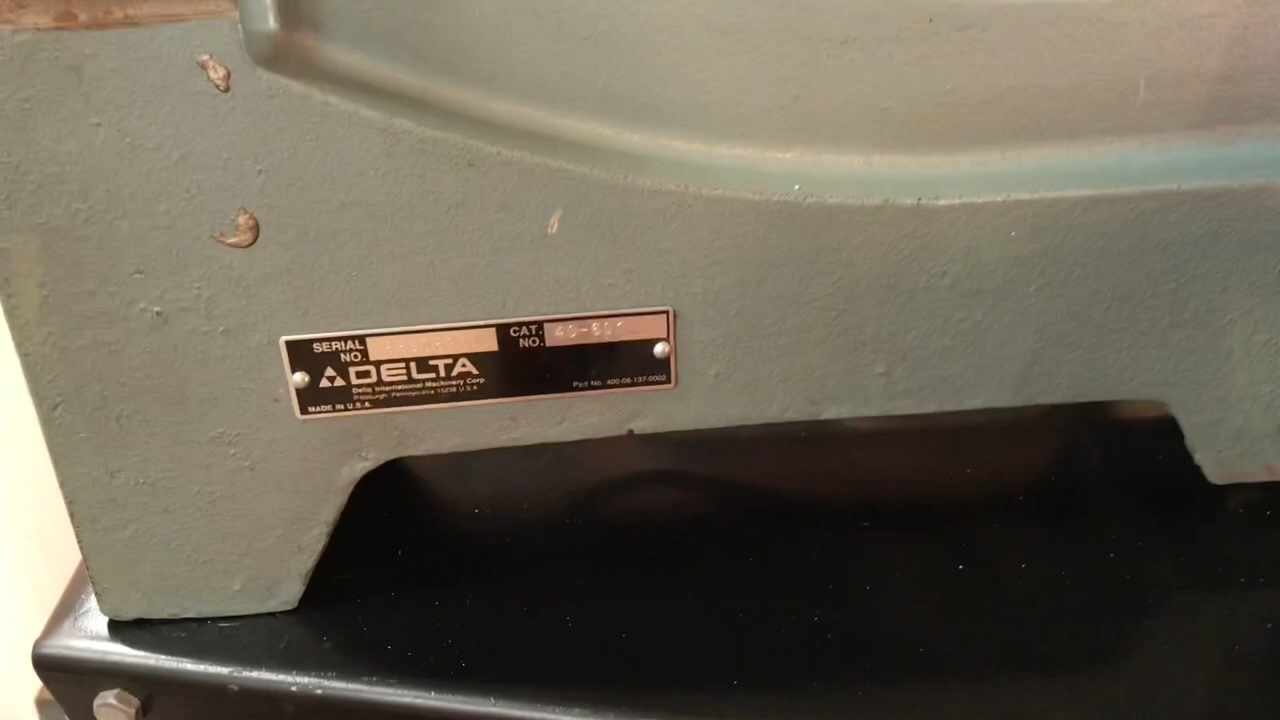 SERIAL NO.
CAT. NO.
DELTA
Delta International Machinery Corp
Pittsburgh, Pennsylvania 15238 U S A
MADE IN U.S.A.
Part No. 400-06-137-0002